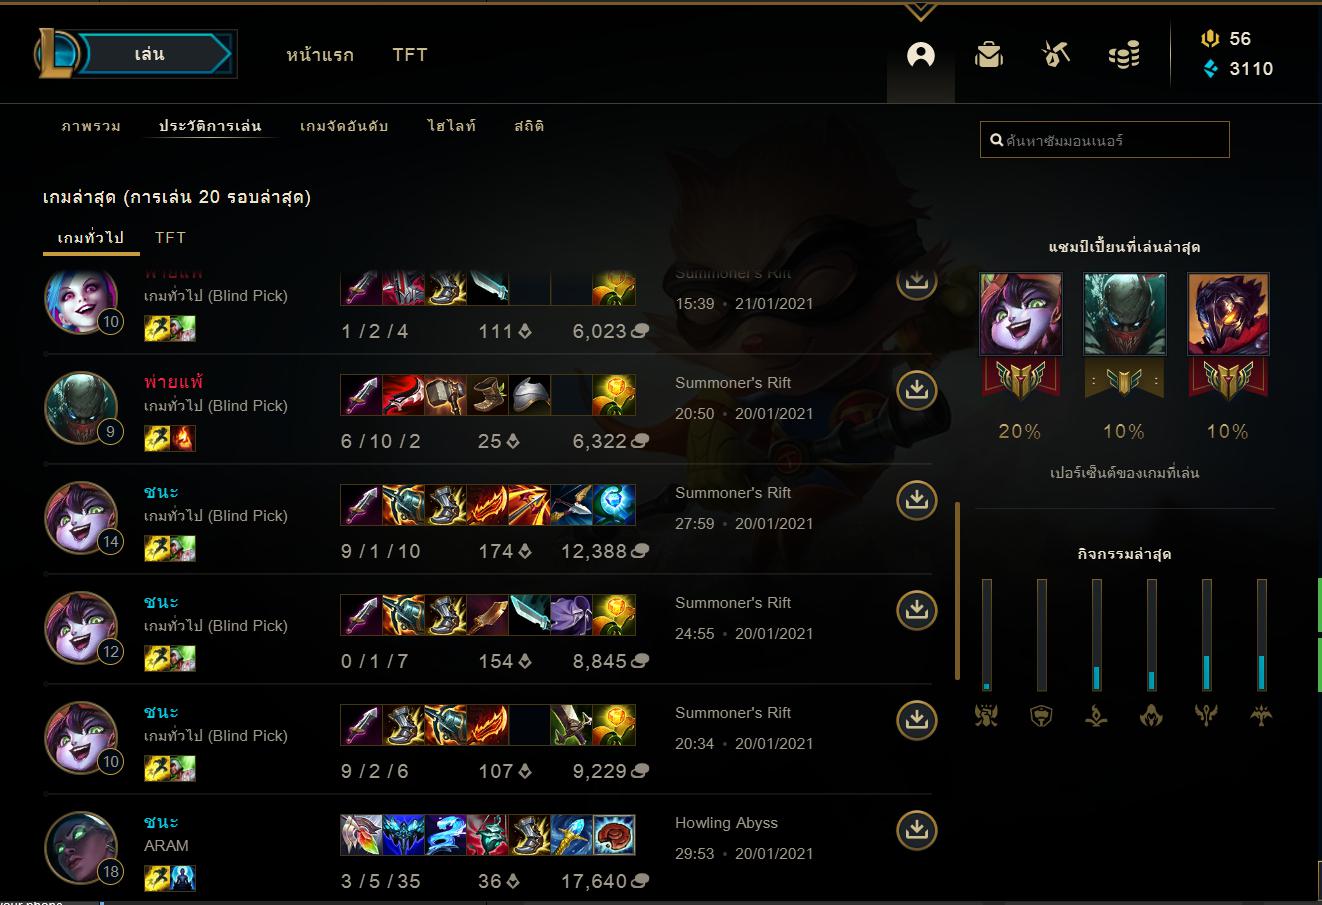 เล่น
หน้าแรก
TFT
56
3110
ภาพรวม
ประวัติการเล่น
เกมจัดอันดับ
ไฮไลท์
สถิติ
ค้นหาซัมมอนเนอร์
เกมล่าสุด (การเล่น 20 รอบล่าสุด)
เกมทั่วไป
TFT
พ่ายแพ้
Summoner's Rift
เกมทั่วไป (Blind Pick)
15:39 • 21/01/2021
10
1 / 2 / 4
111
6,023
พ่ายแพ้
Summoner's Rift
เกมทั่วไป (Blind Pick)
20:50 • 20/01/2021
9
6 / 10 / 2
25
6,322
ชนะ
Summoner's Rift
เกมทั่วไป (Blind Pick)
27:59 • 20/01/2021
14
9 / 1 / 10
174
12,388
ชนะ
Summoner's Rift
เกมทั่วไป (Blind Pick)
24:55 • 20/01/2021
12
0 / 1 / 7
154
8,845
ชนะ
Summoner's Rift
เกมทั่วไป (Blind Pick)
20:34 • 20/01/2021
10
9 / 2 / 6
107
9,229
ชนะ
Howling Abyss
ARAM
29:53 • 20/01/2021
18
3 / 5 / 35
36
17,640
แชมป์เปี้ยนที่เล่นล่าสุด
20%
10%
10%
เปอร์เซ็นต์ของเกมที่เล่น
กิจกรรมล่าสุด